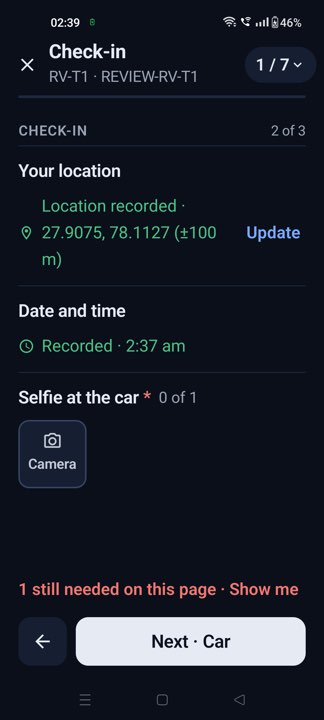 02:39 46%
Check-in
RV-T1 · REVIEW-RV-T1
1 / 7
CHECK-IN 2 of 3
Your location
Location recorded ·
27.9075, 78.1127 (±100
m)
Update
Date and time
Recorded · 2:37 am
Selfie at the car * 0 of 1
Camera
1 still needed on this page · Show me
Next · Car